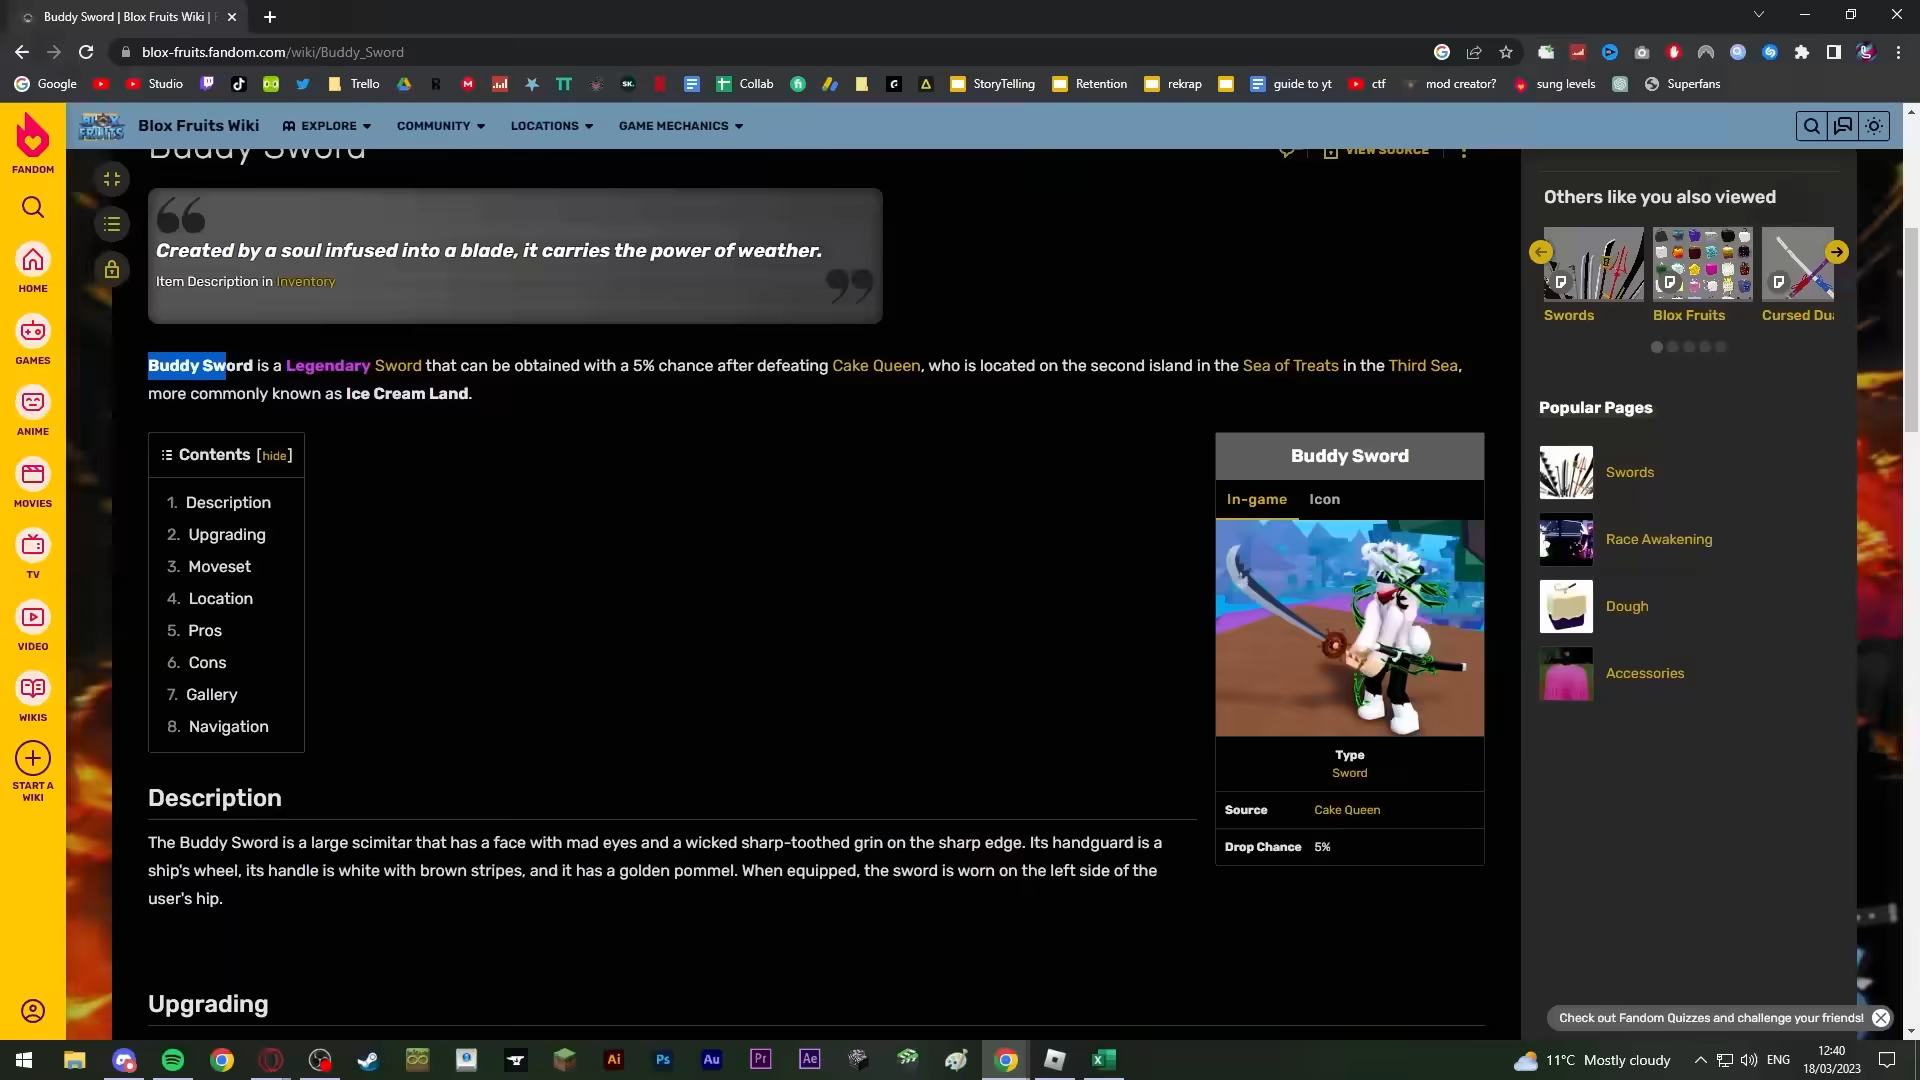 Buddy Sword | Blox Fruits Wiki |
blox-fruits.fandom.com/wiki/Buddy_Sword
Google
Studio
Trello
Collab
StoryTelling
Retention
rekrap
guide to yt
ctf
mod creator?
sung levels
Superfans
FANDOM
Blox Fruits Wiki
EXPLORE
COMMUNITY
LOCATIONS
GAME MECHANICS
Buddy Sword
VIEW SOURCE
Created by a soul infused into a blade, it carries the power of weather.
Item Description in Inventory
Buddy Sword is a Legendary Sword that can be obtained with a 5% chance after defeating Cake Queen, who is located on the second island in the Sea of Treats in the Third Sea,
more commonly known as Ice Cream Land.
Contents [hide]
1. Description
2. Upgrading
3. Moveset
4. Location
5. Pros
6. Cons
7. Gallery
8. Navigation
Buddy Sword
In-game
Icon
Type
Sword
Source
Cake Queen
Drop Chance
5%
Description
The Buddy Sword is a large scimitar that has a face with mad eyes and a wicked sharp-toothed grin on the sharp edge. Its handguard is a
ship's wheel, its handle is white with brown stripes, and it has a golden pommel. When equipped, the sword is worn on the left side of the
user's hip.
Upgrading
Others like you also viewed
Swords
Blox Fruits
Cursed Dua
Popular Pages
Swords
Race Awakening
Dough
Accessories
HOME
GAMES
ANIME
MOVIES
TV
VIDEO
WIKIS
START A
WIKI
Check out Fandom Quizzes and challenge your friends!
11°C Mostly cloudy
ENG
12:40
18/03/2023